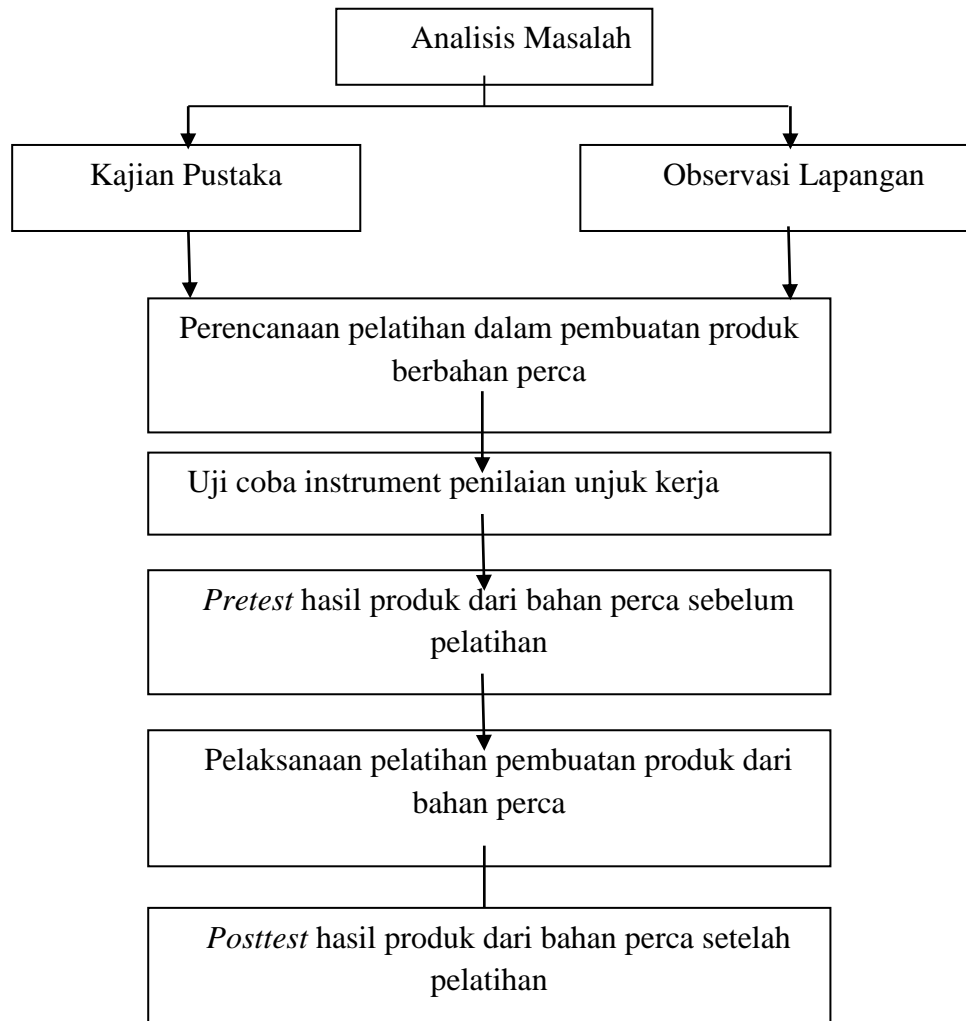 Analisis Masalah
Kajian Pustaka
Observasi Lapangan
Perencanaan pelatihan dalam pembuatan produk
berbahan perca
Uji coba instrument penilaian unjuk kerja
Pretest hasil produk dari bahan perca sebelum
pelatihan
Pelaksanaan pelatihan pembuatan produk dari
bahan perca
Posttest hasil produk dari bahan perca setelah
pelatihan